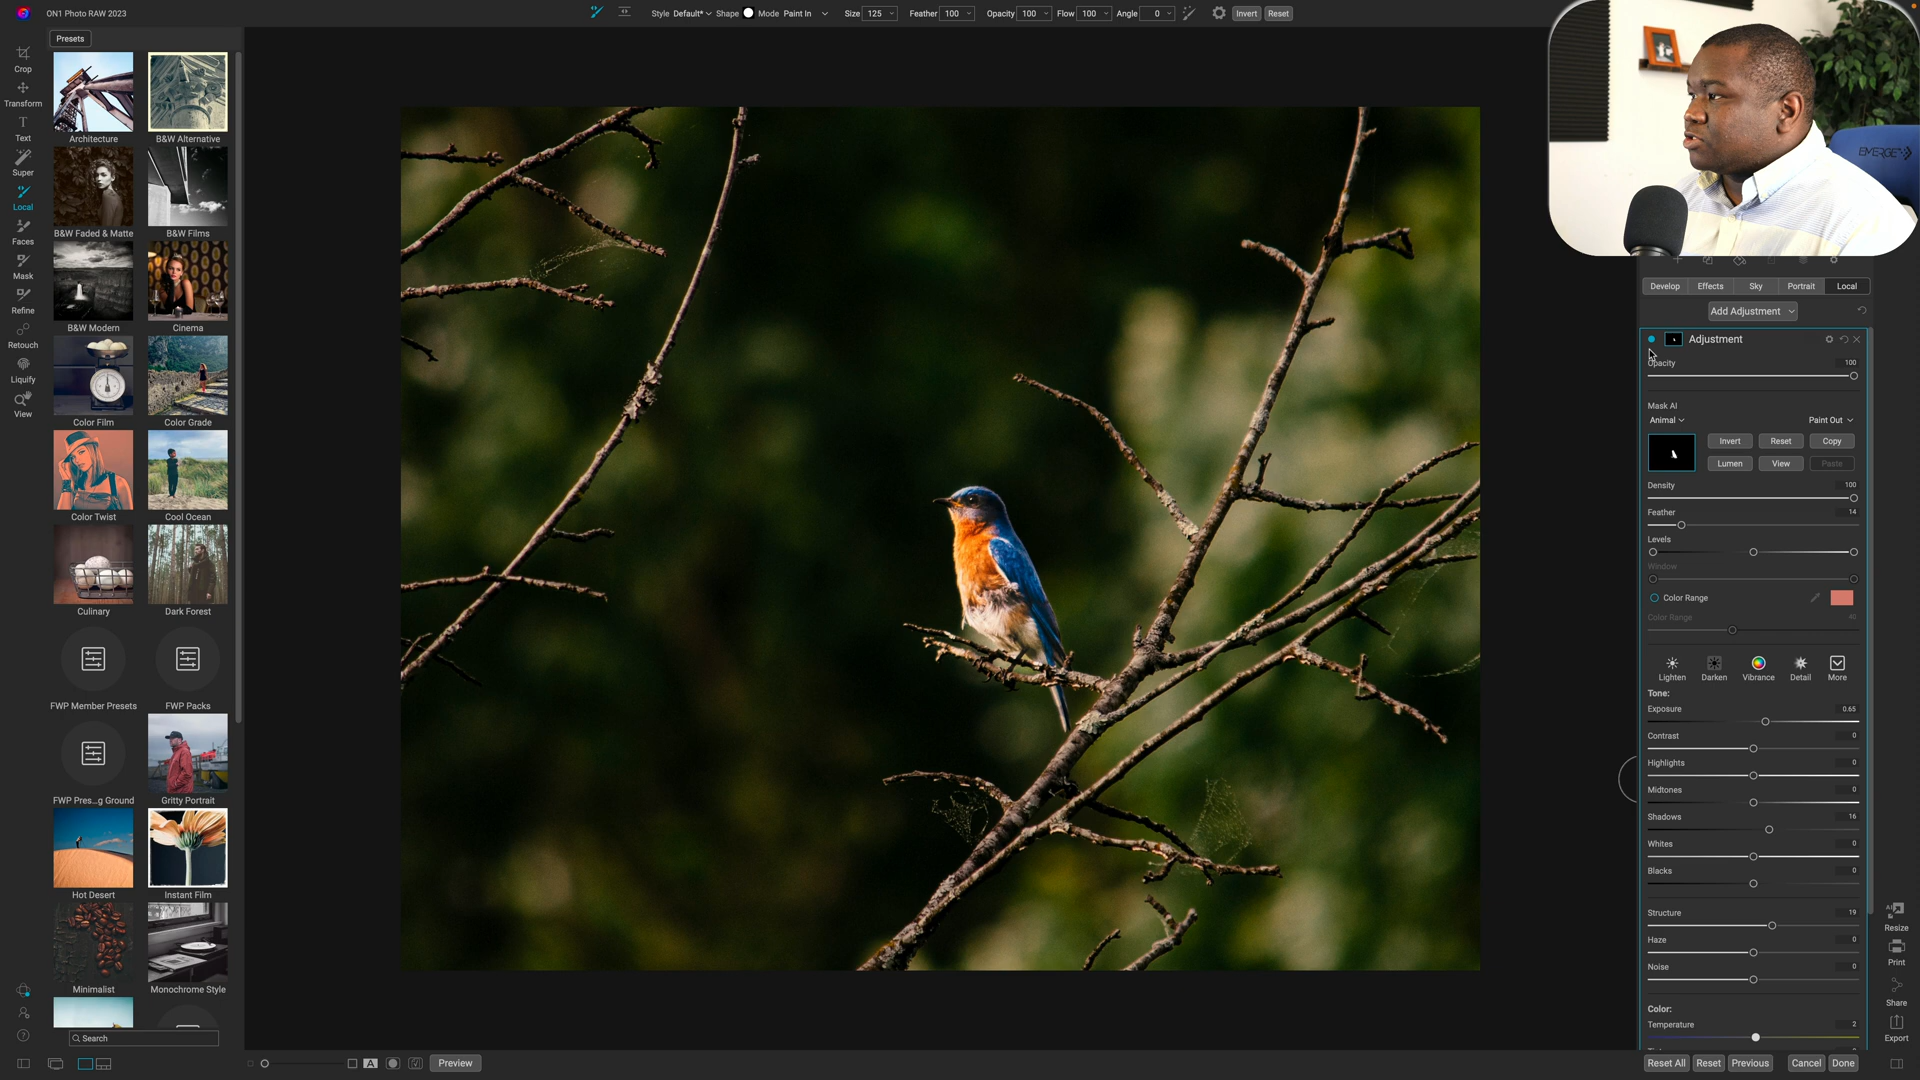 ON1 Photo RAW 2023
Style Default* Shape Mode Paint In Size 125 Feather 100 Opacity 100 Flow 100 Angle 0 Invert Reset
Presets
Crop
Transform
Text
Super
Local
Faces
Mask
Refine
Retouch
Liquify
View
Architecture B&W Alternative
B&W Faded & Matte B&W Films
B&W Modern Cinema
Color Film Color Grade
Color Twist Cool Ocean
Culinary Dark Forest
FWP Member Presets FWP Packs
FWP Pres...g Ground Gritty Portrait
Hot Desert Instant Film
Minimalist Monochrome Style
Search
Preview
EMERGE
Develop Effects Sky Portrait Local
Add Adjustment
Adjustment
Opacity 100
Mask AI
Animal Paint Out
Invert Reset Copy
Lumen View Paste
Density 100
Feather 14
Levels
Window
Color Range
Color Range 40
Lighten Darken Vibrance Detail More
Tone:
Exposure 0.65
Contrast 0
Highlights 0
Midtones 0
Shadows 16
Whites 0
Blacks 0
Structure 19
Haze 0
Noise 0
Color:
Temperature 2
Resize
Print
Share
Export
Reset All Reset Previous Cancel Done